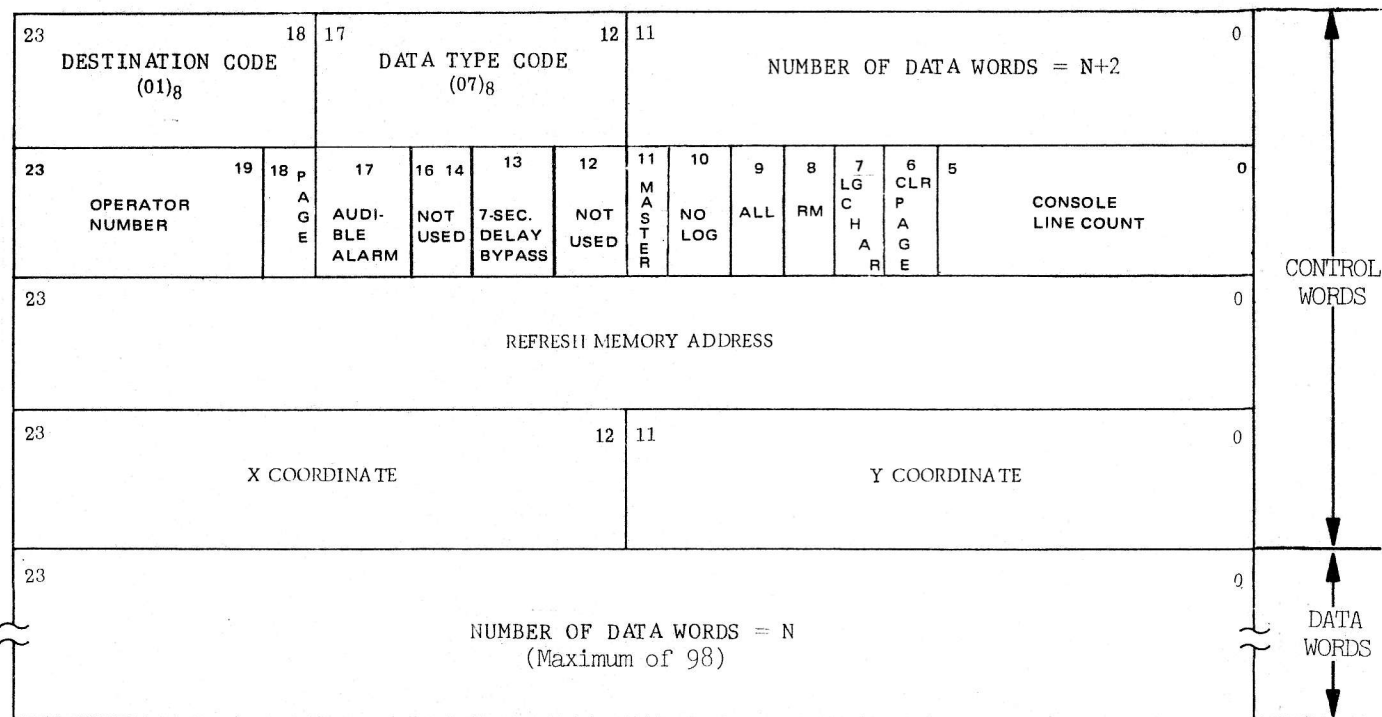 23 18 17 12 11 0
DESTINATION CODE
(01)8
DATA TYPE CODE
(07)8
NUMBER OF DATA WORDS = N+2
23 19
OPERATOR
NUMBER
18 PAGE
17
AUDI-
BLE
ALARM
16 14
NOT
USED
13
7-SEC.
DELAY
BYPASS
12
NOT
USED
11
MASTER
10
NO
LOG
9
ALL
8
RM
7
LG
CHAR
6
CLR
PAGE
5 0
CONSOLE
LINE COUNT
CONTROL
WORDS
23 0
REFRESH MEMORY ADDRESS
23 12 11 0
X COORDINATE
Y COORDINATE
23 0
NUMBER OF DATA WORDS = N
(Maximum of 98)
DATA
WORDS